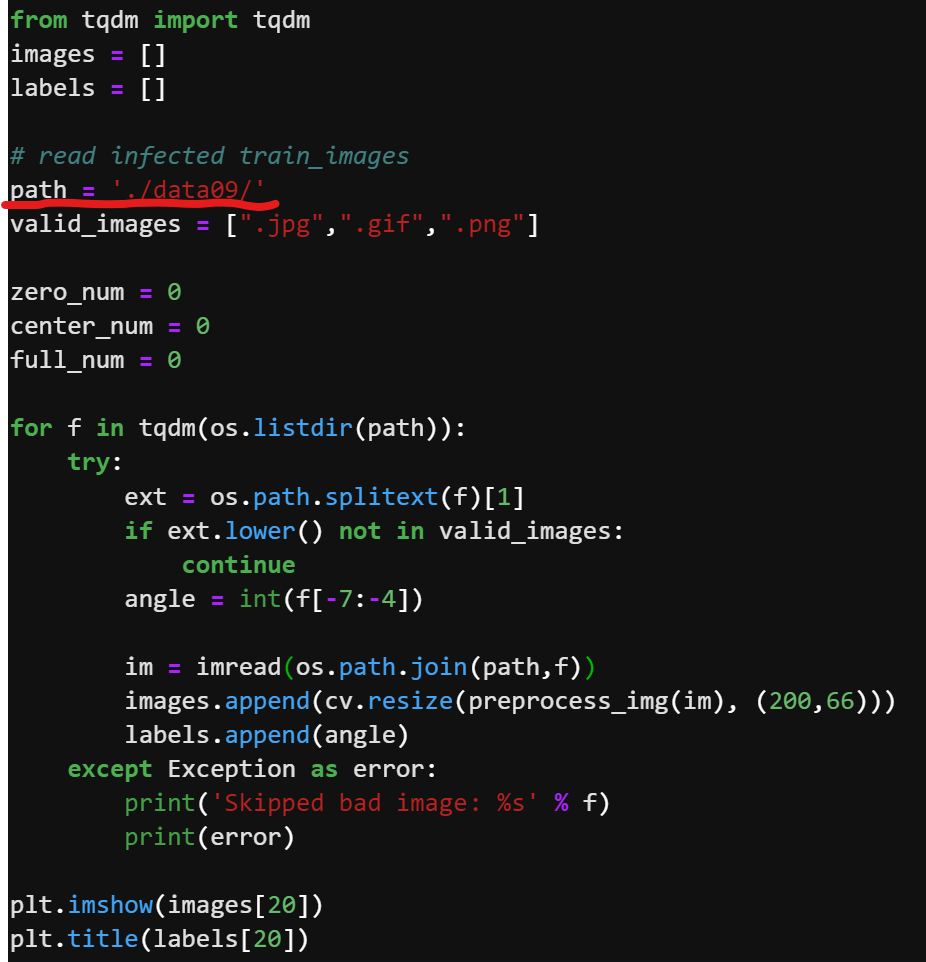 from tqdm import tqdm
images = []
labels = []
# read infected train_images
path = './data09/'
valid_images = [".jpg",".gif",".png"]
zero_num = 0
center_num = 0
full_num = 0
for f in tqdm(os.listdir(path)):
    try:
        ext = os.path.splitext(f)[1]
        if ext.lower() not in valid_images:
            continue
        angle = int(f[-7:-4])
        im = imread(os.path.join(path,f))
        images.append(cv.resize(preprocess_img(im), (200,66)))
        labels.append(angle)
    except Exception as error:
        print('Skipped bad image: %s' % f)
        print(error)
plt.imshow(images[20])
plt.title(labels[20])